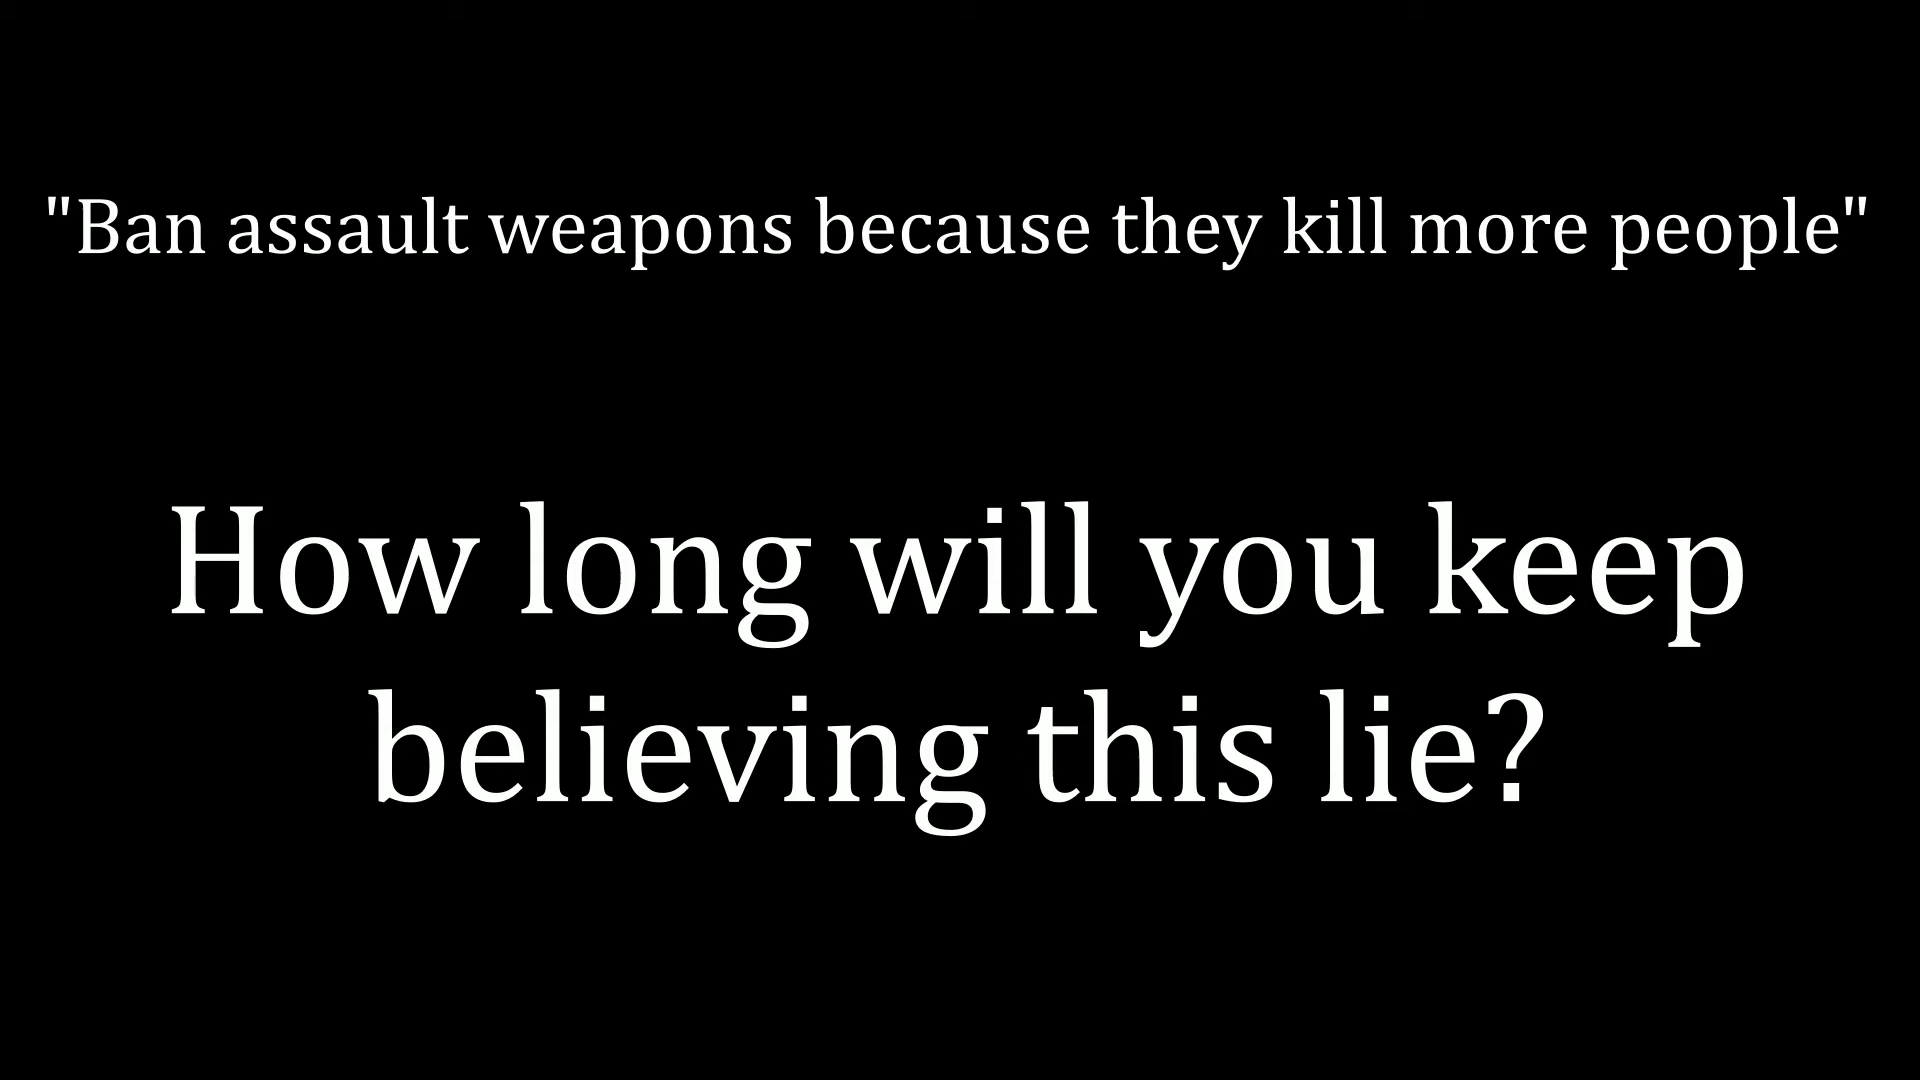 "Ban assault weapons because they kill more people"
How long will you keep
believing this lie?